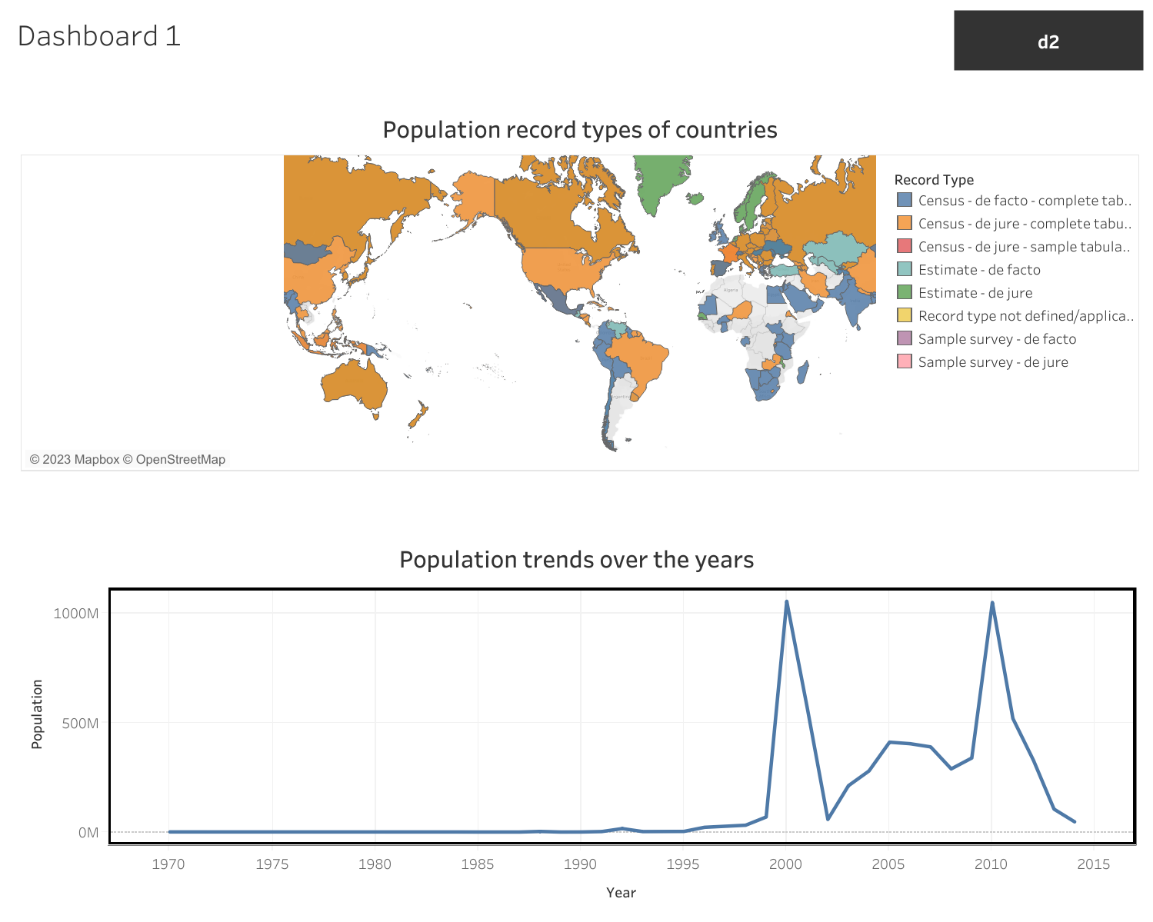 Dashboard 1
d2
Population record types of countries
Record Type
Census - de facto - complete tab..
Census - de jure - complete tabu..
Census - de jure - sample tabula..
Estimate - de facto
Estimate - de jure
Record type not defined/applica..
Sample survey - de facto
Sample survey - de jure
© 2023 Mapbox © OpenStreetMap
Population trends over the years
Population
1000M
500M
0M
1970 1975 1980 1985 1990 1995 2000 2005 2010 2015
Year